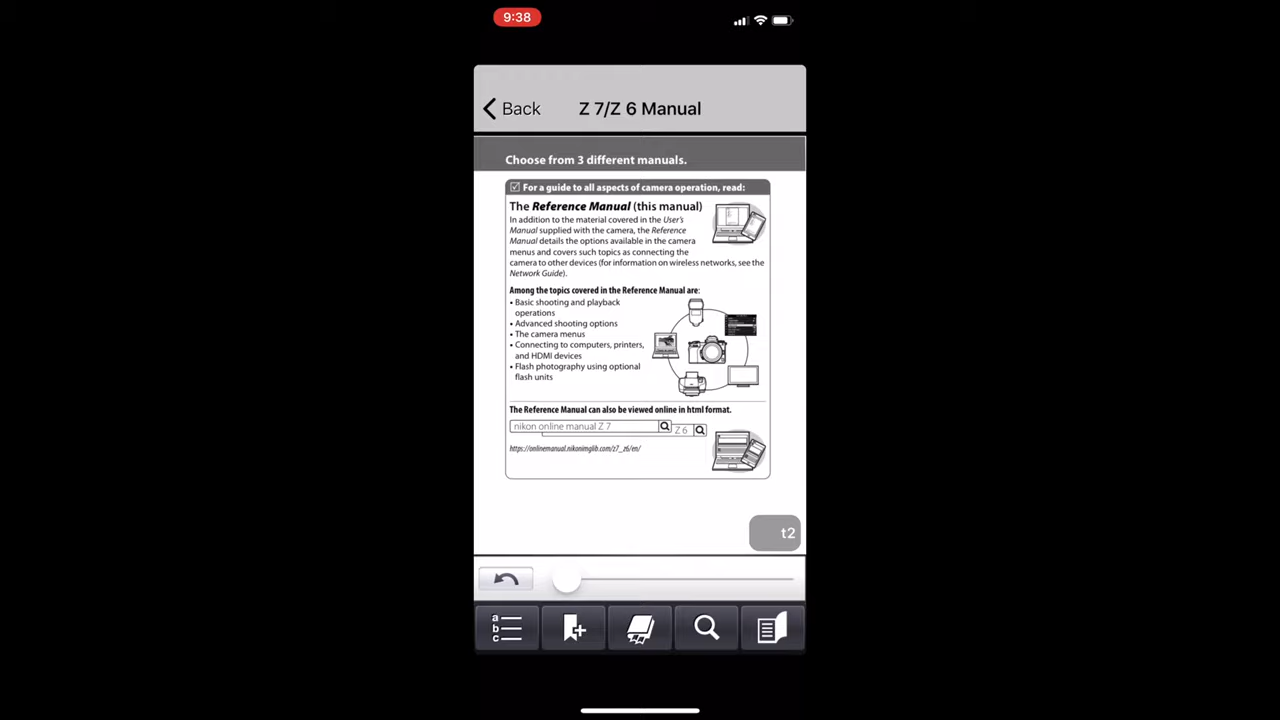 9:38
Back
Z 7/Z 6 Manual
Choose from 3 different manuals.
For a guide to all aspects of camera operation, read:
The Reference Manual (this manual)
In addition to the material covered in the User's
Manual supplied with the camera, the Reference
Manual details the options available in the camera
menus and covers such topics as connecting the
camera to other devices (for information on wireless networks, see the
Network Guide).
Among the topics covered in the Reference Manual are:
• Basic shooting and playback
operations
• Advanced shooting options
• The camera menus
• Connecting to computers, printers,
and HDMI devices
• Flash photography using optional
flash units
The Reference Manual can also be viewed online in html format.
nikon online manual Z 7
Z 6
https://onlinemanual.nikonimglib.com/z7_z6/en/
t2
a
b
c